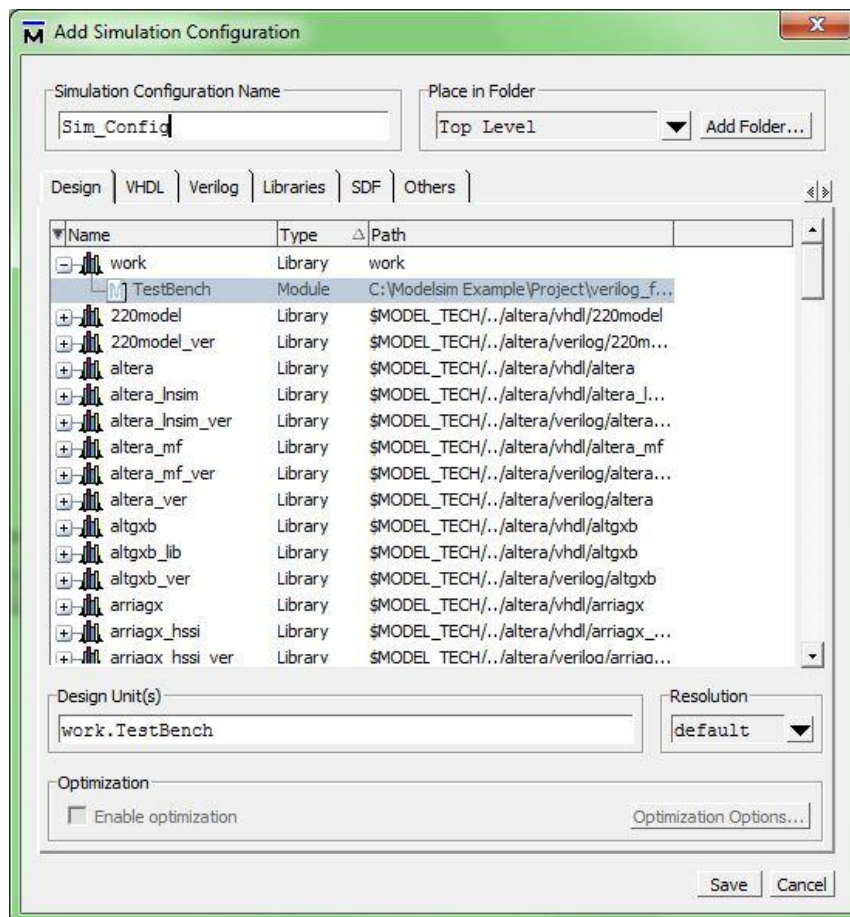 M Add Simulation Configuration
Simulation Configuration Name Place in Folder
Sim_Config Top Level Add Folder...
Design VHDL Verilog Libraries SDF Others
Name Type Path
work Library work
M TestBench Module C:\Modelsim Example\Project\verilog_f...
220model Library $MODEL_TECH/../altera/vhdl/220model
220model_ver Library $MODEL_TECH/../altera/verilog/220m...
altera Library $MODEL_TECH/../altera/vhdl/altera
altera_lnsim Library $MODEL_TECH/../altera/vhdl/altera_l...
altera_lnsim_ver Library $MODEL_TECH/../altera/verilog/altera...
altera_mf Library $MODEL_TECH/../altera/vhdl/altera_mf
altera_mf_ver Library $MODEL_TECH/../altera/verilog/altera...
altera_ver Library $MODEL_TECH/../altera/verilog/altera
altgxb Library $MODEL_TECH/../altera/vhdl/altgxb
altgxb_lib Library $MODEL_TECH/../altera/vhdl/altgxb
altgxb_ver Library $MODEL_TECH/../altera/verilog/altgxb
arriagx Library $MODEL_TECH/../altera/vhdl/arriagx
arriagx_hssi Library $MODEL_TECH/../altera/vhdl/arriagx_...
arriagx_hssi_ver Library $MODEL_TECH/../altera/verilog/arriag...
Design Unit(s) Resolution
work.TestBench default
Optimization
Enable optimization Optimization Options...
Save Cancel